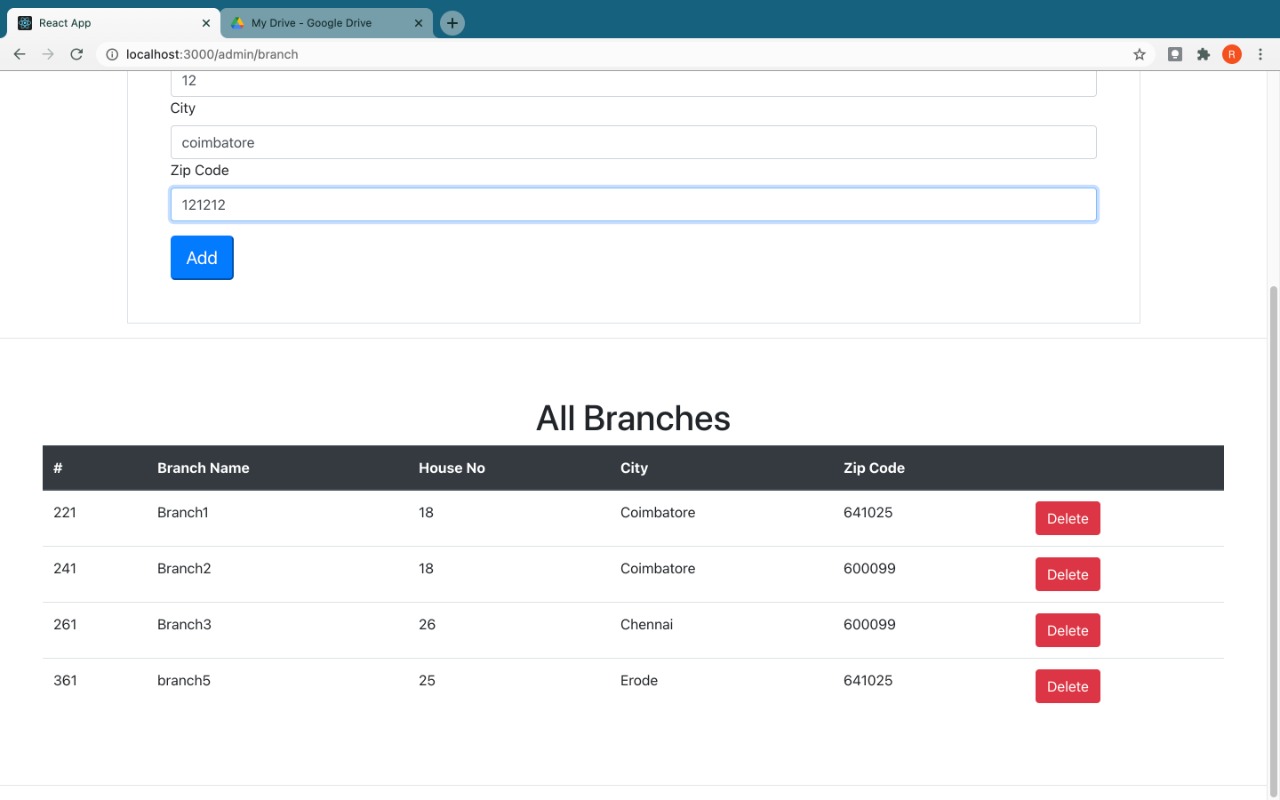 React App
My Drive - Google Drive
localhost:3000/admin/branch
R
12
City
coimbatore
Zip Code
121212
Add
All Branches
# Branch Name House No City Zip Code
221 Branch1 18 Coimbatore 641025 Delete
241 Branch2 18 Coimbatore 600099 Delete
261 Branch3 26 Chennai 600099 Delete
361 branch5 25 Erode 641025 Delete